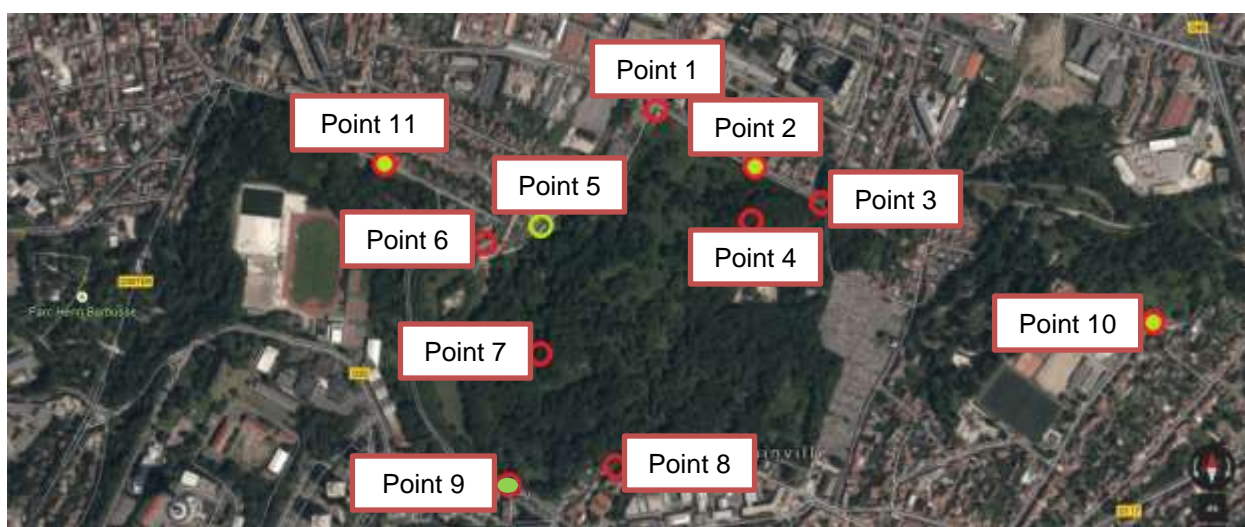 Point 1
Point 11
Point 2
Point 5
Point 3
Point 6
Point 4
Parc Henri Barbusse
Point 10
Point 7
Point 8
Point 9